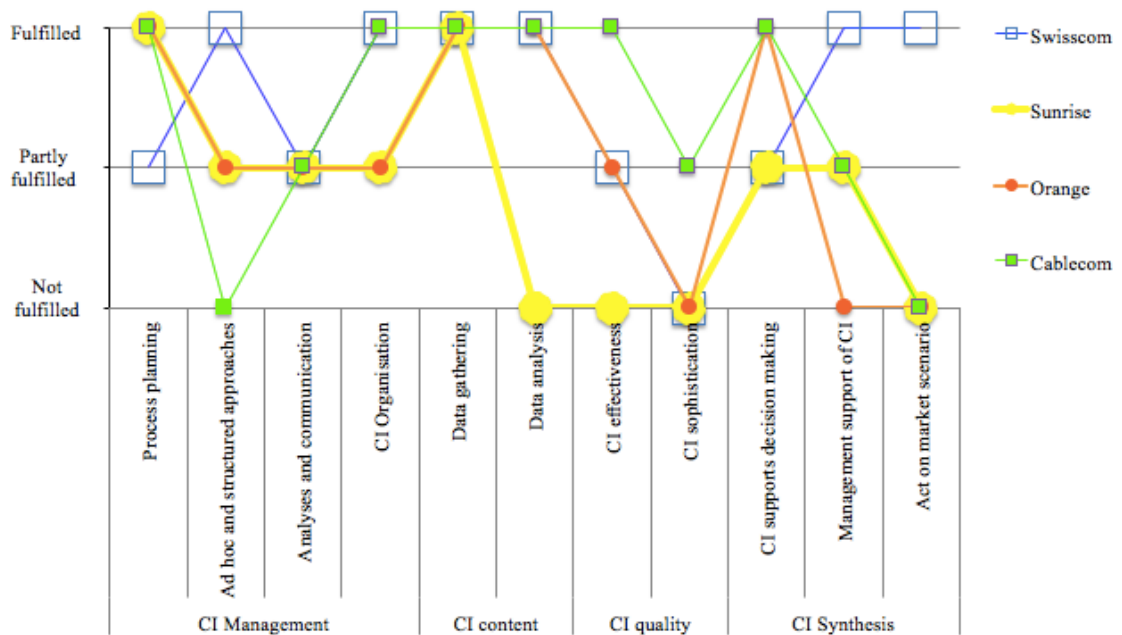 Fulfilled
Partly
fulfilled
Not
fulfilled
Swisscom
Sunrise
Orange
Cablecom
Process planning
Ad hoc and structured approaches
Analyses and communication
CI Organisation
Data gathering
Data analysis
CI effectiveness
CI sophistication
CI supports decision making
Management support of CI
Act on market scenario
CI Management
CI content
CI quality
CI Synthesis